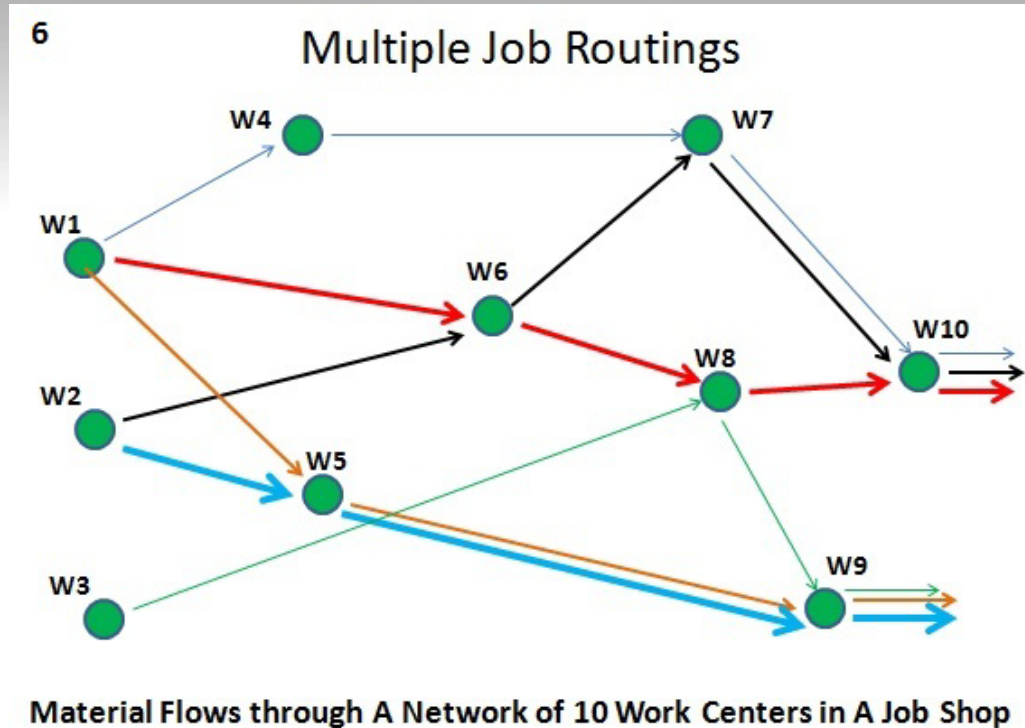 6
Multiple Job Routings
W4
W7
W1
W6
W10
W8
W2
W5
W9
W3
Material Flows through A Network of 10 Work Centers in A Job Shop